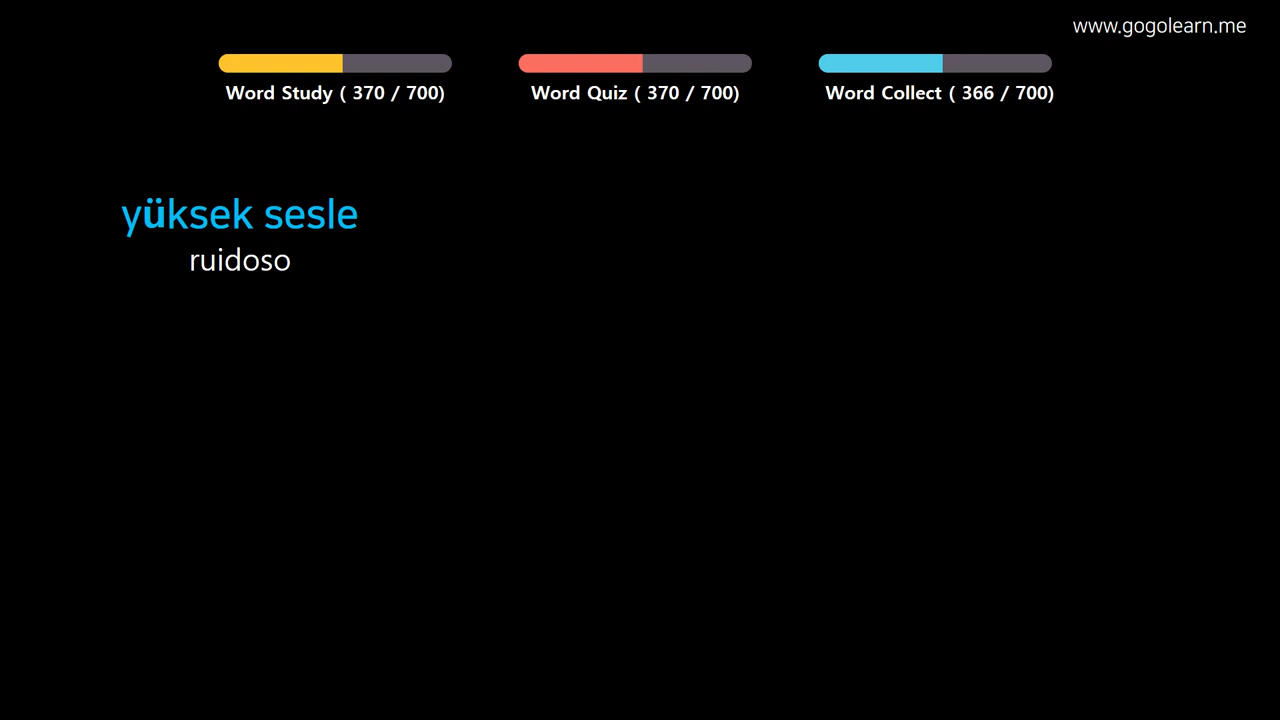 www.gogolearn.me
Word Study ( 370 / 700)
Word Quiz ( 370 / 700)
Word Collect ( 366 / 700)
yüksek sesle
ruidoso